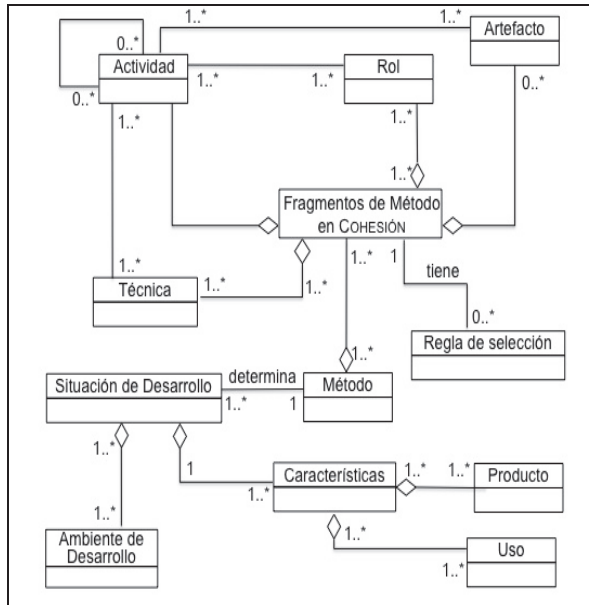 1..*
1..*
Artefacto
0..*
Actividad
Rol
0..*
1..*
1..*
0..*
1..*
1..*
1..*
Fragmentos de Método
en COHESIÓN
1..*
1
tiene
1..*
1..*
1..*
Técnica
0..*
Regla de selección
1..*
Situación de Desarrollo
determina
Método
1..*
1
1..*
1
Características
1..*
1..*
Producto
1..*
1..*
1..*
Ambiente de
Desarrollo
Uso
1..*